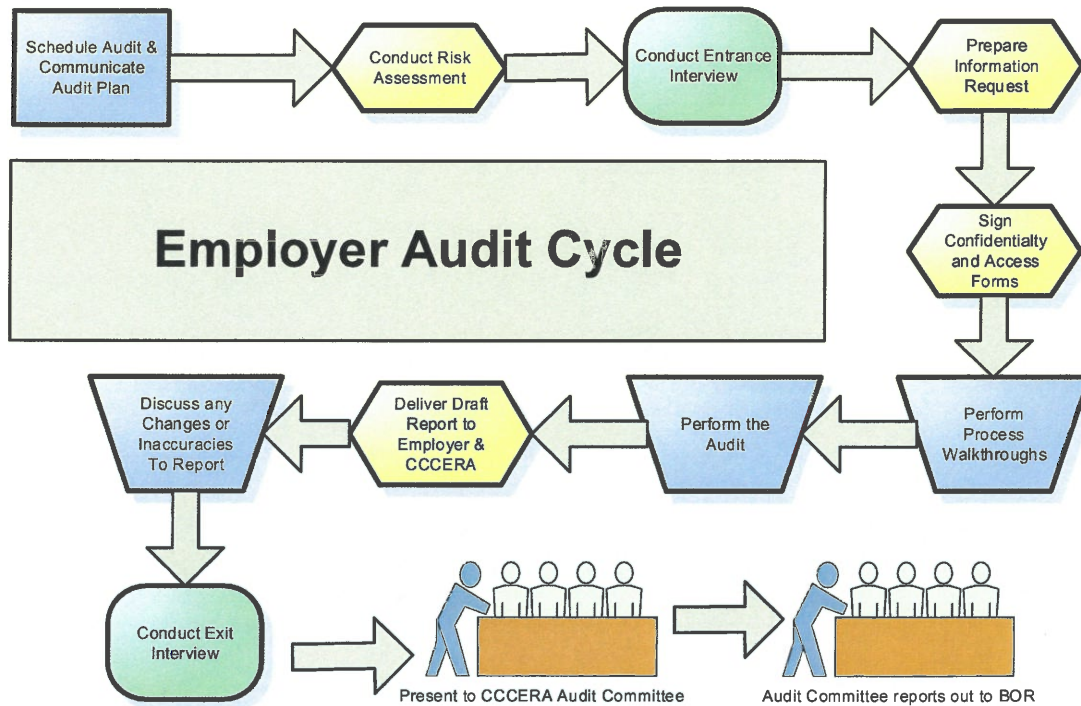 Schedule Audit &
Communicate
Audit Plan
Conduct Risk
Assessment
Conduct Entrance
Interview
Prepare
Information
Request
Employer Audit Cycle
Sign
Confidentialty
and Access
Forms
Perform
Process
Walkthroughs
Perform the
Audit
Deliver Draft
Report to
Employer &
CCCERA
Discuss any
Changes or
Inaccuracies
To Report
Conduct Exit
Interview
Present to CCCERA Audit Committee
Audit Committee reports out to BOR